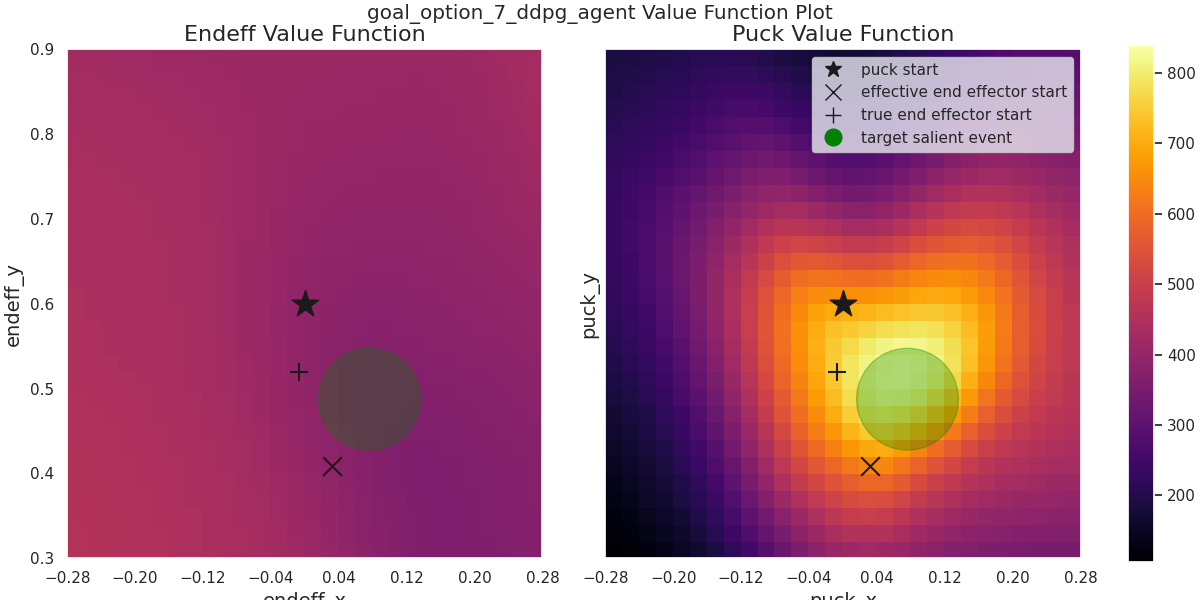 goal_option_7_ddpg_agent Value Function Plot
Endeff Value Function
Puck Value Function
0.9
0.8
0.7
0.6
0.5
0.4
0.3
endeff_y
−0.28 −0.20 −0.12 −0.04 0.04 0.12 0.20 0.28
endeff_x
puck start
effective end effector start
true end effector start
target salient event
puck_y
−0.28 −0.20 −0.12 −0.04 0.04 0.12 0.20 0.28
puck_x
800
700
600
500
400
300
200